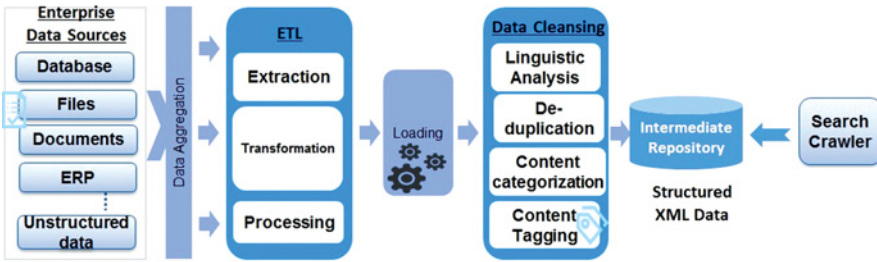 Enterprise
Data Sources
Database
Files
Documents
ERP
Unstructured
data
Data Aggregation
ETL
Extraction
Transformation
Processing
Loading
Data Cleansing
Linguistic
Analysis
De-
duplication
Content
categorization
Content
Tagging
Intermediate
Repository
Structured
XML Data
Search
Crawler